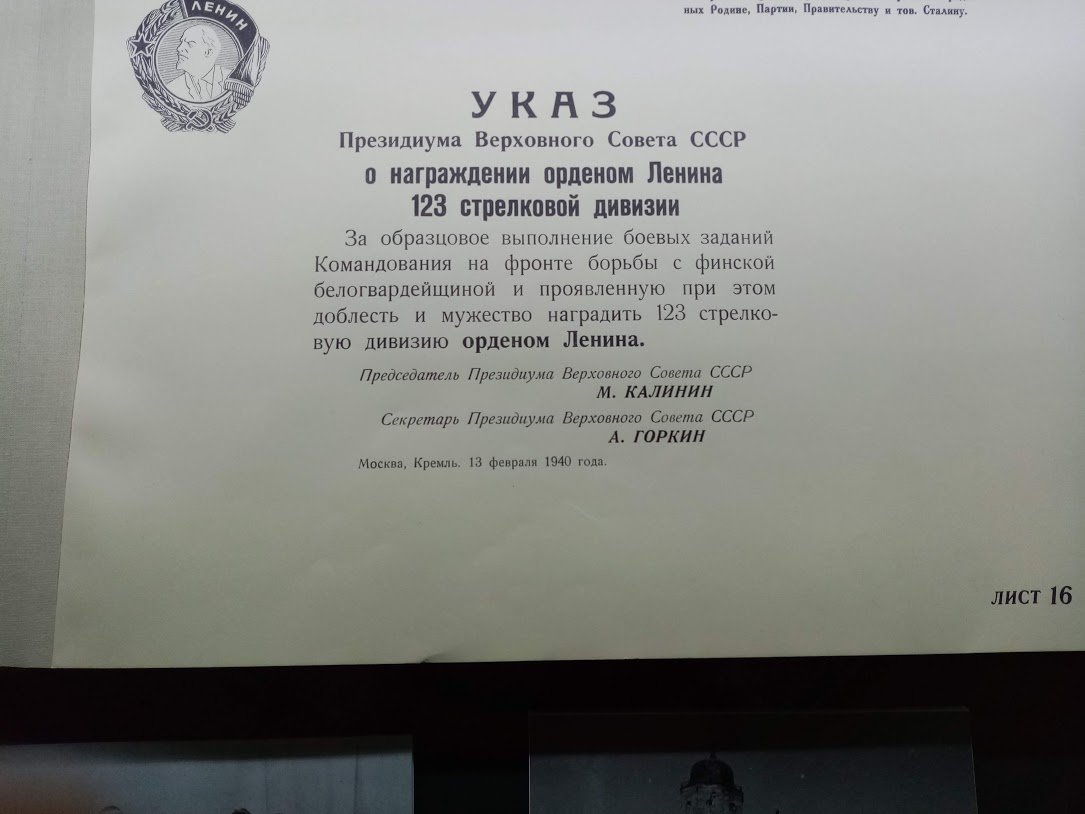 ных Родине, Партии, Правительству и тов. Сталину.
ЛЕНИН
УКАЗ
Президиума Верховного Совета СССР
о награждении орденом Ленина
123 стрелковой дивизии
За образцовое выполнение боевых заданий
Командования на фронте борьбы с финской
белогвардейщиной и проявленную при этом
доблесть и мужество наградить 123 стрелко-
вую дивизию орденом Ленина.
Председатель Президиума Верховного Совета СССР
М. КАЛИНИН
Секретарь Президиума Верховного Совета СССР
А. ГОРКИН
Москва, Кремль. 13 февраля 1940 года.
ЛИСТ 16